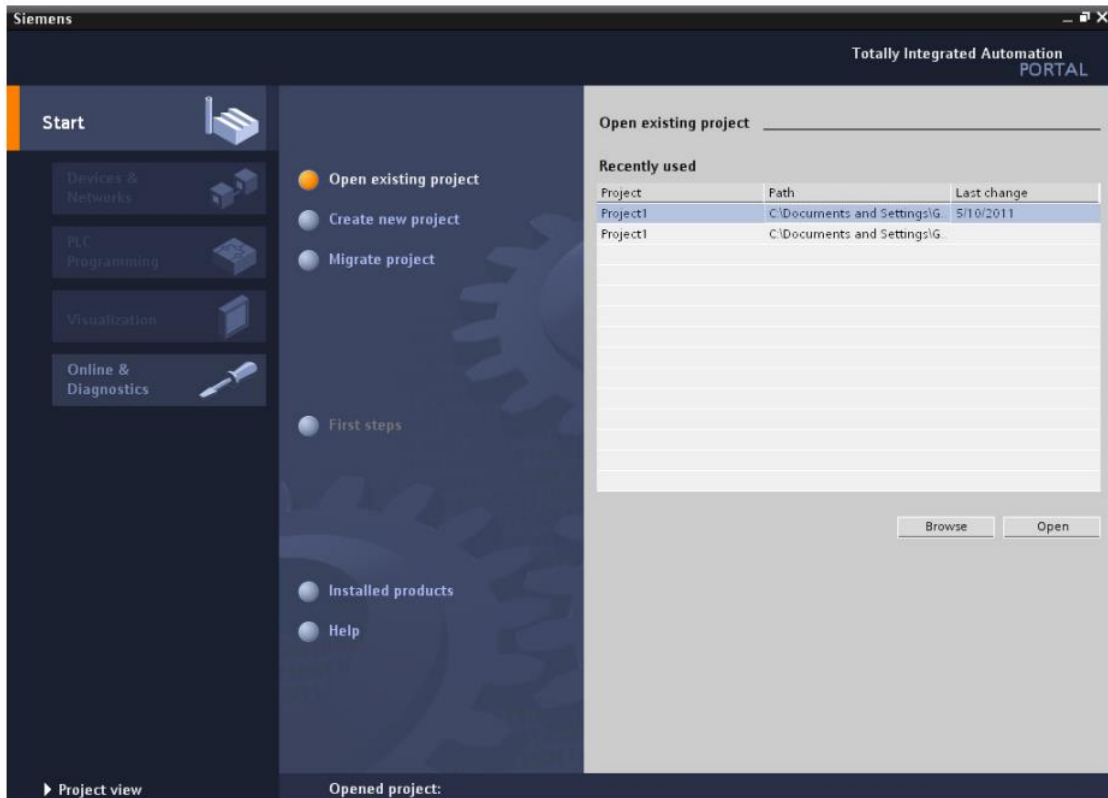 Siemens
Totally Integrated Automation
PORTAL
Start
Devices &
Networks
PLC
Programming
Visualization
Online &
Diagnostics
Open existing project
Create new project
Migrate project
First steps
Installed products
Help
Open existing project
Recently used
Project Path Last change
Project1 C:\Documents and Settings\G.. 5/10/2011
Project1 C:\Documents and Settings\G..
Browse Open
Project view
Opened project: